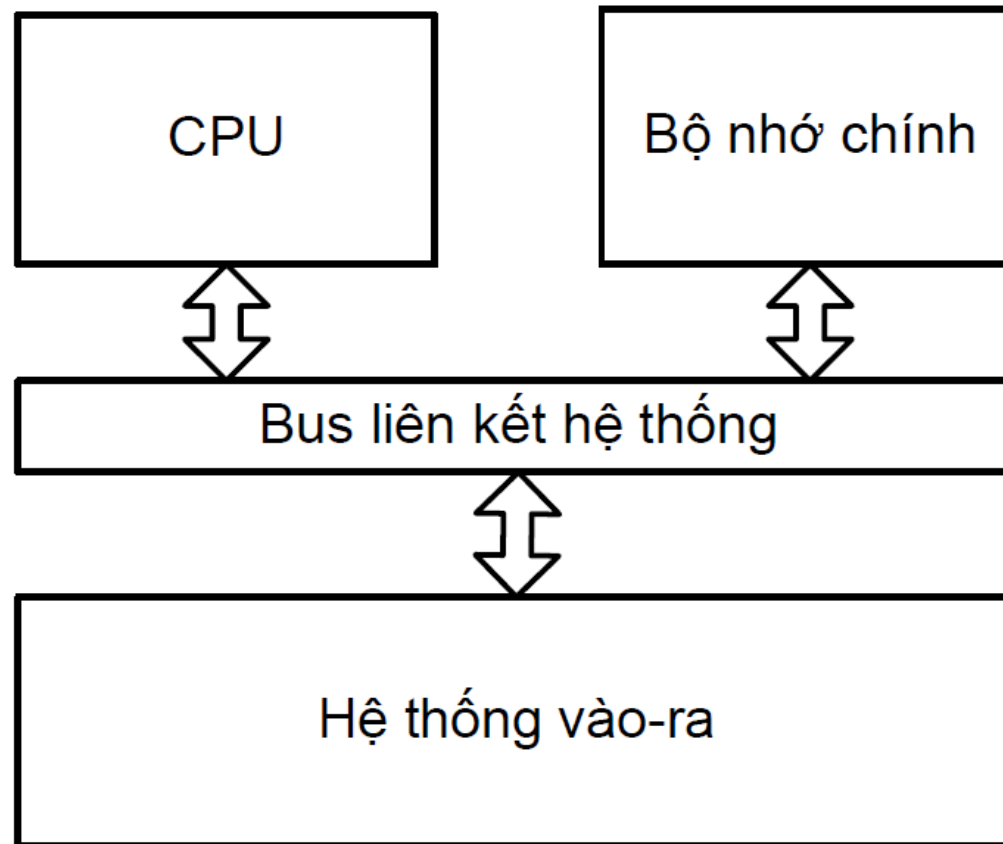 CPU
Bộ nhớ chính
Bus liên kết hệ thống
Hệ thống vào-ra